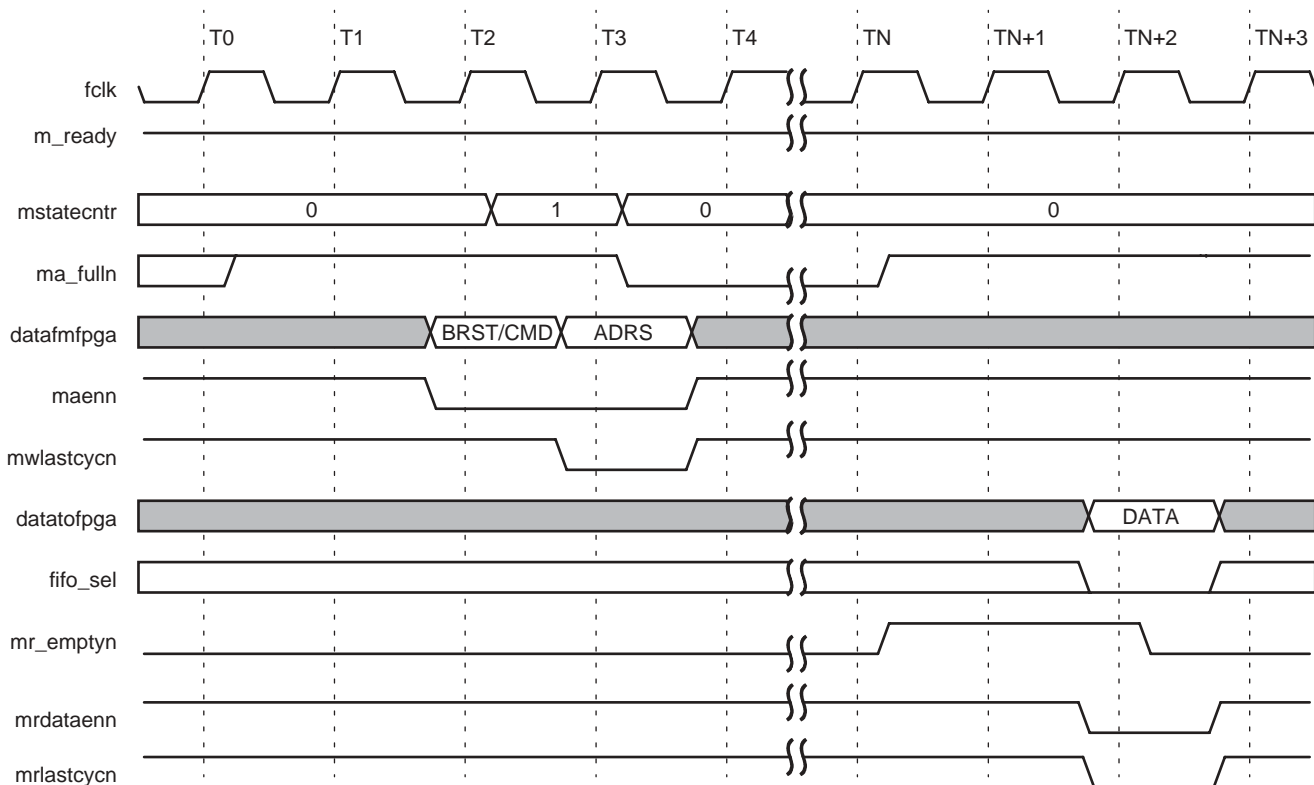 T0 T1 T2 T3 T4 TN TN+1 TN+2 TN+3
fclk
m_ready
mstatecntr 0 1 0 0
ma_fulln
datafmfpga BRST/CMD ADRS
maenn
mwlastcycn
datatofpga DATA
fifo_sel
mr_emptyn
mrdataenn
mrlastcycn